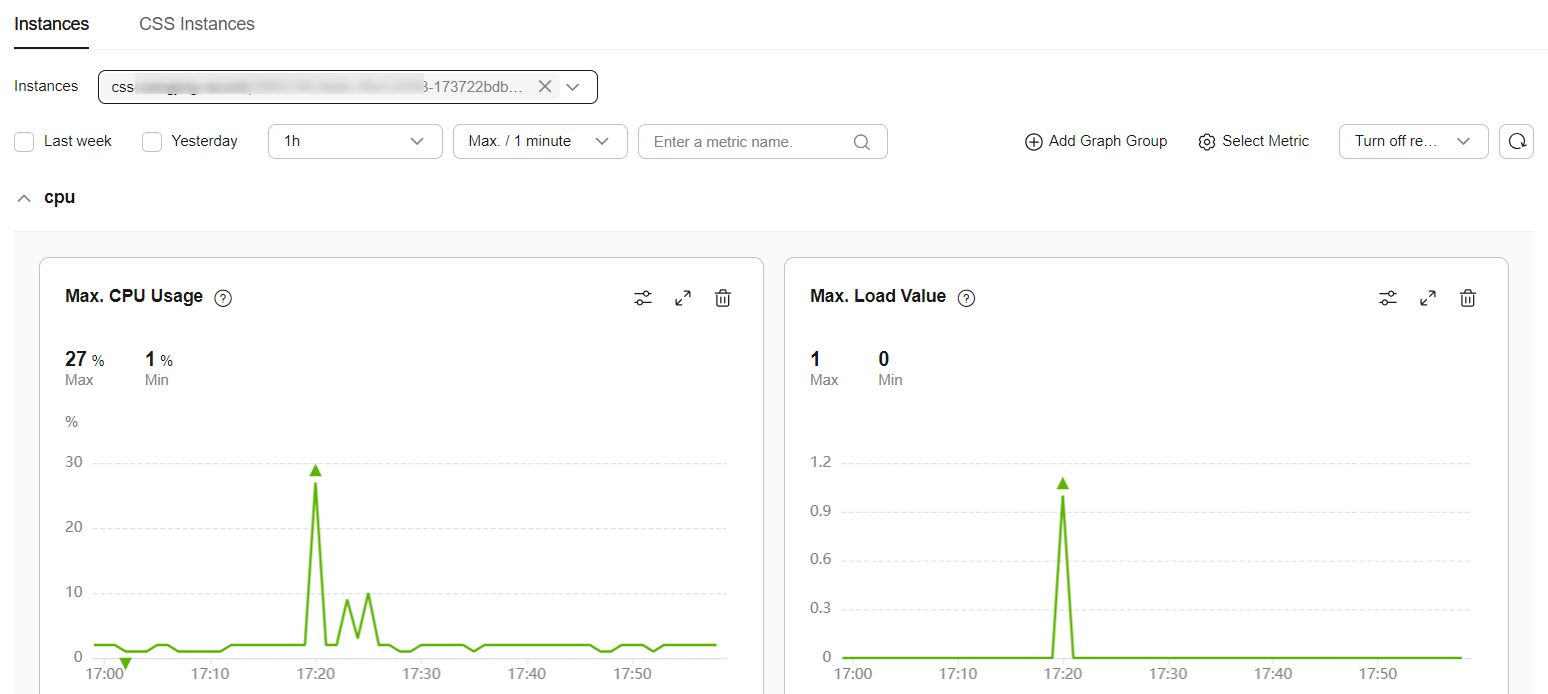 Instances CSS Instances
Instances css 3-173722bdb...
Last week Yesterday 1h Max. / 1 minute Enter a metric name. Add Graph Group Select Metric Turn off re...
cpu
Max. CPU Usage ?
27 % 1 %
Max Min
%
30
20
10
0
17:00 17:10 17:20 17:30 17:40 17:50
Max. Load Value ?
1 0
Max Min
1.2
0.9
0.6
0.3
0
17:00 17:10 17:20 17:30 17:40 17:50